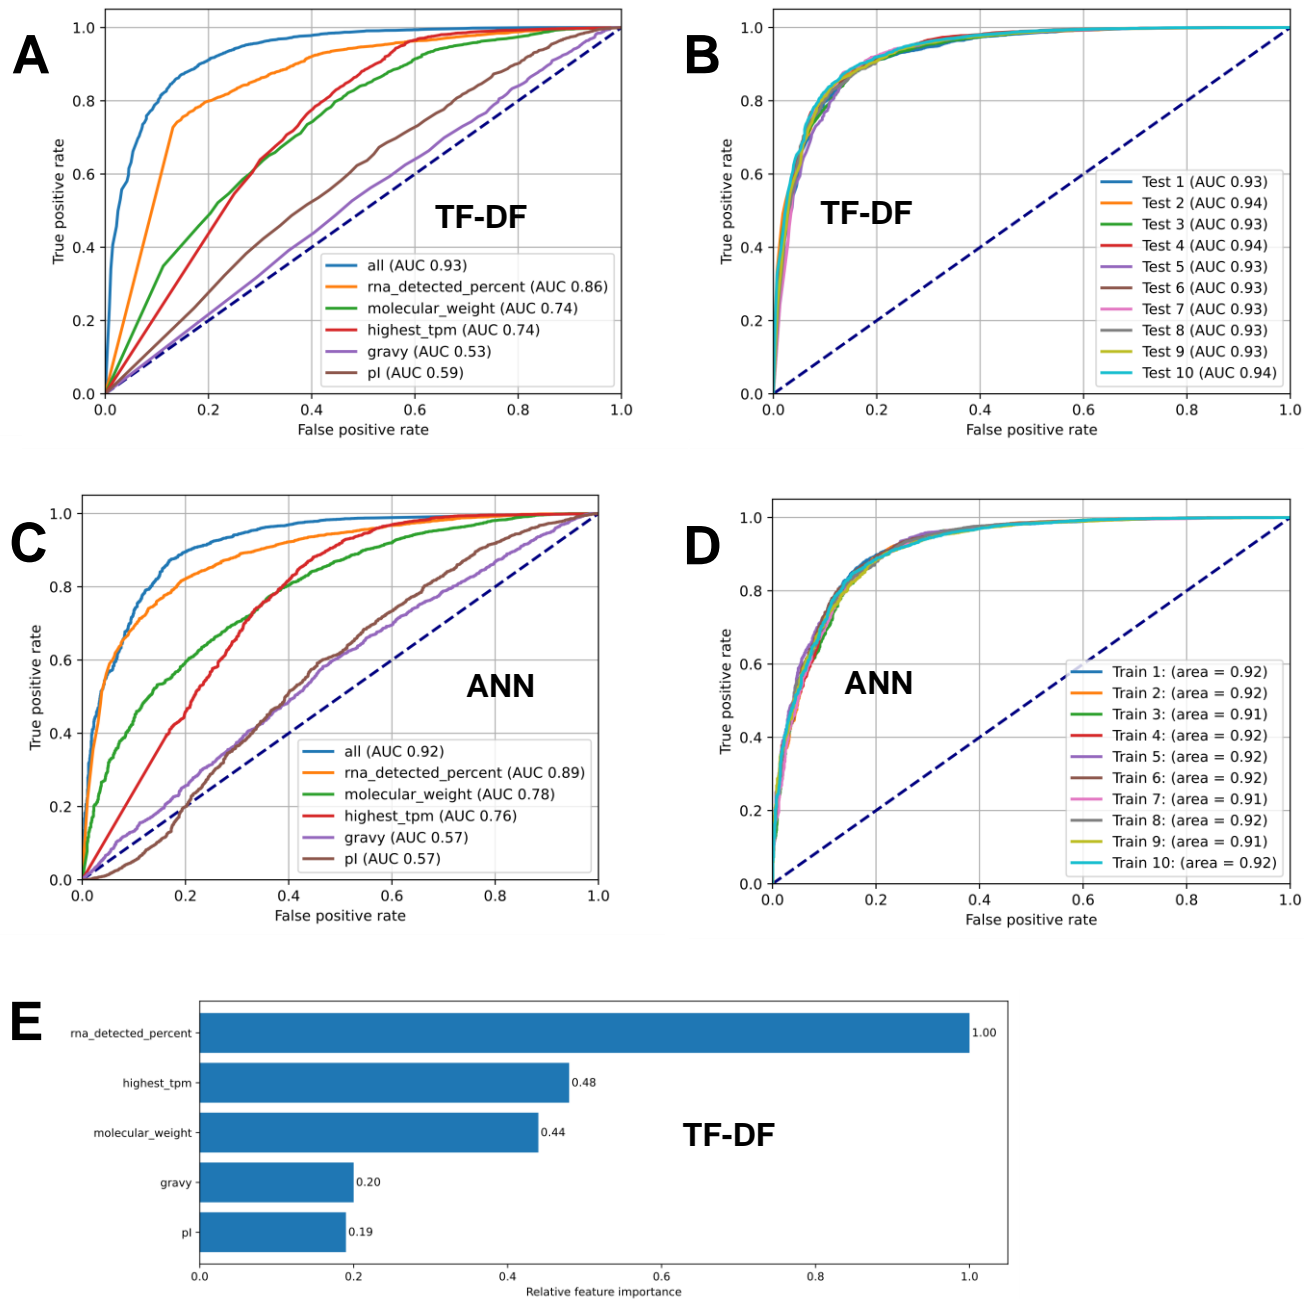 A
1.0
0.8
0.6
0.4
0.2
0.0
True positive rate
TF-DF
all (AUC 0.93)
rna_detected_percent (AUC 0.86)
molecular_weight (AUC 0.74)
highest_tpm (AUC 0.74)
gravy (AUC 0.53)
pI (AUC 0.59)
0.0 0.2 0.4 0.6 0.8 1.0
False positive rate
B
1.0
0.8
0.6
0.4
0.2
0.0
True positive rate
TF-DF
Test 1 (AUC 0.93)
Test 2 (AUC 0.94)
Test 3 (AUC 0.93)
Test 4 (AUC 0.94)
Test 5 (AUC 0.93)
Test 6 (AUC 0.93)
Test 7 (AUC 0.93)
Test 8 (AUC 0.93)
Test 9 (AUC 0.93)
Test 10 (AUC 0.94)
0.0 0.2 0.4 0.6 0.8 1.0
False positive rate
C
1.0
0.8
0.6
0.4
0.2
0.0
True positive rate
ANN
all (AUC 0.92)
rna_detected_percent (AUC 0.89)
molecular_weight (AUC 0.78)
highest_tpm (AUC 0.76)
gravy (AUC 0.57)
pI (AUC 0.57)
0.0 0.2 0.4 0.6 0.8 1.0
False positive rate
D
1.0
0.8
0.6
0.4
0.2
0.0
True positive rate
ANN
Train 1: (area = 0.92)
Train 2: (area = 0.92)
Train 3: (area = 0.91)
Train 4: (area = 0.92)
Train 5: (area = 0.92)
Train 6: (area = 0.92)
Train 7: (area = 0.91)
Train 8: (area = 0.92)
Train 9: (area = 0.91)
Train 10: (area = 0.92)
0.0 0.2 0.4 0.6 0.8 1.0
False positive rate
E
rna_detected_percent 1.00
highest_tpm 0.48
molecular_weight 0.44
TF-DF
gravy 0.20
pI 0.19
0.0 0.2 0.4 0.6 0.8 1.0
Relative feature importance